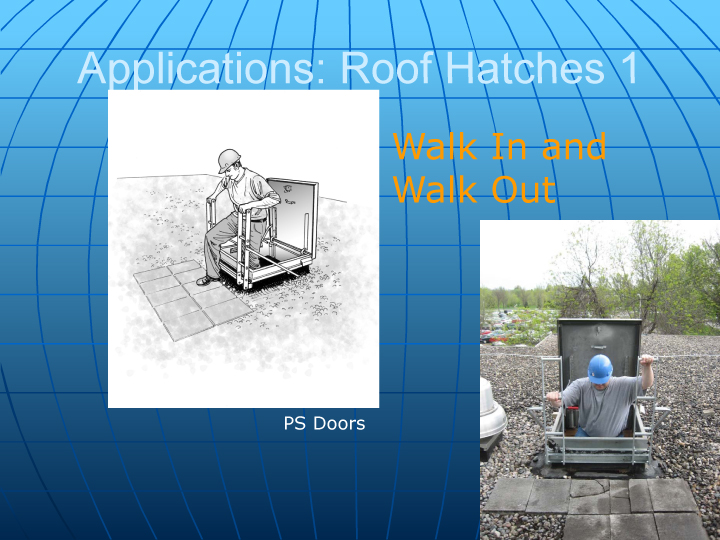 Applications: Roof Hatches 1
Walk In and
Walk Out
PS Doors